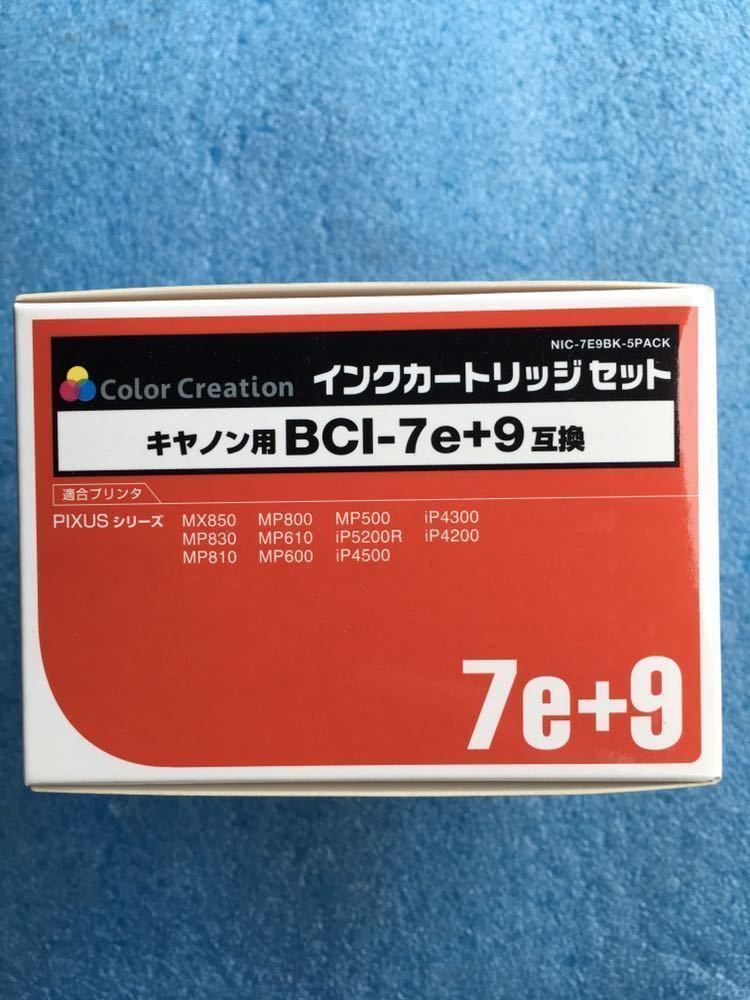 NIC-7E9BK-5PACK
Color Creation インクカートリッジセット
キヤノン用 BCI-7e+9 互換
適合プリンタ
PIXUS シリーズ MX850 MP800 MP500 iP4300
MP830 MP610 iP5200R iP4200
MP810 MP600 iP4500
7e+9